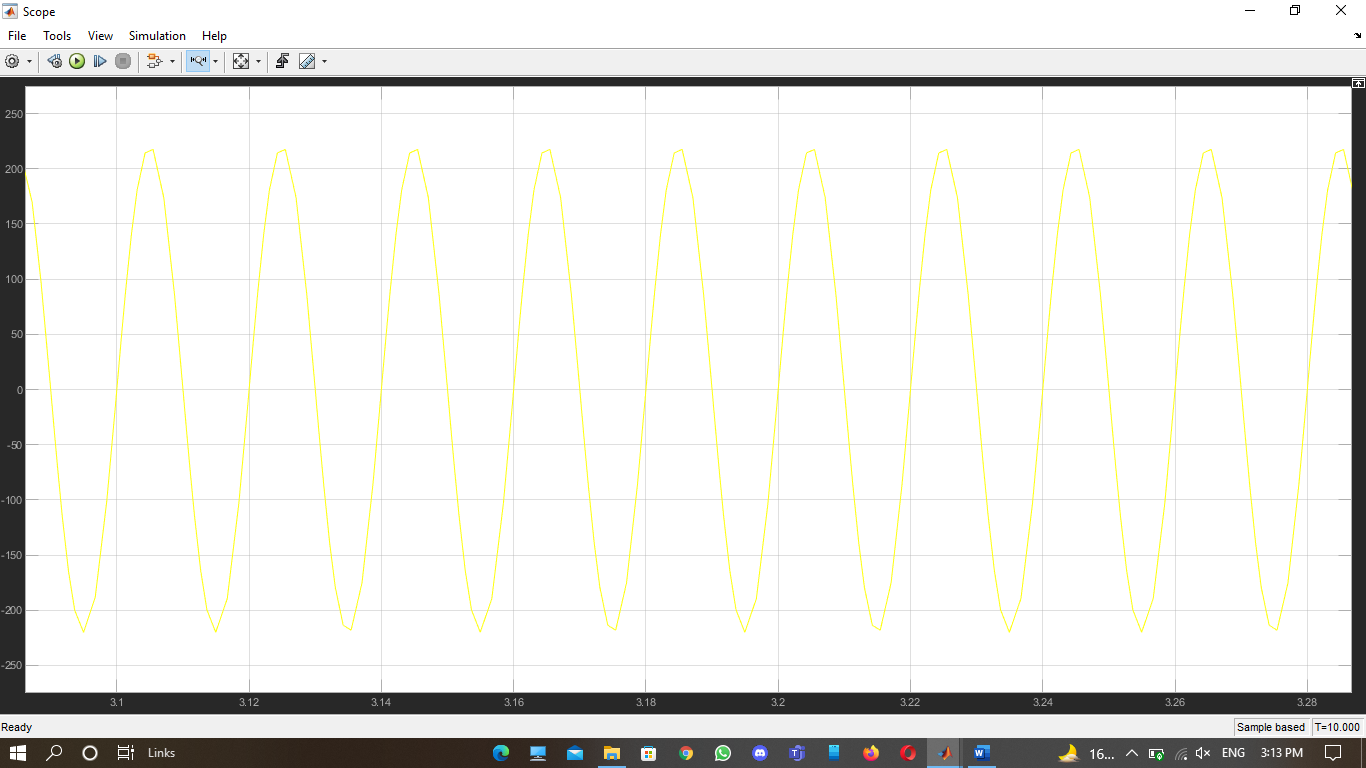 Scope
File Tools View Simulation Help
250
200
150
100
50
0
-50
-100
-150
-200
-250
3.1 3.12 3.14 3.16 3.18 3.2 3.22 3.24 3.26 3.28
Ready Sample based T=10.000
Links 16... ENG 3:13 PM